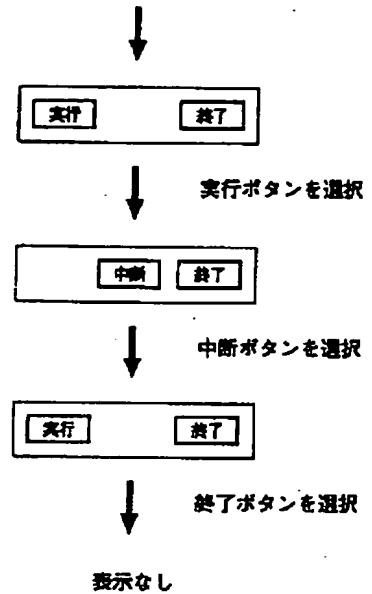 実行 終了
実行ボタンを選択
中断 終了
中断ボタンを選択
実行 終了
終了ボタンを選択
表示なし